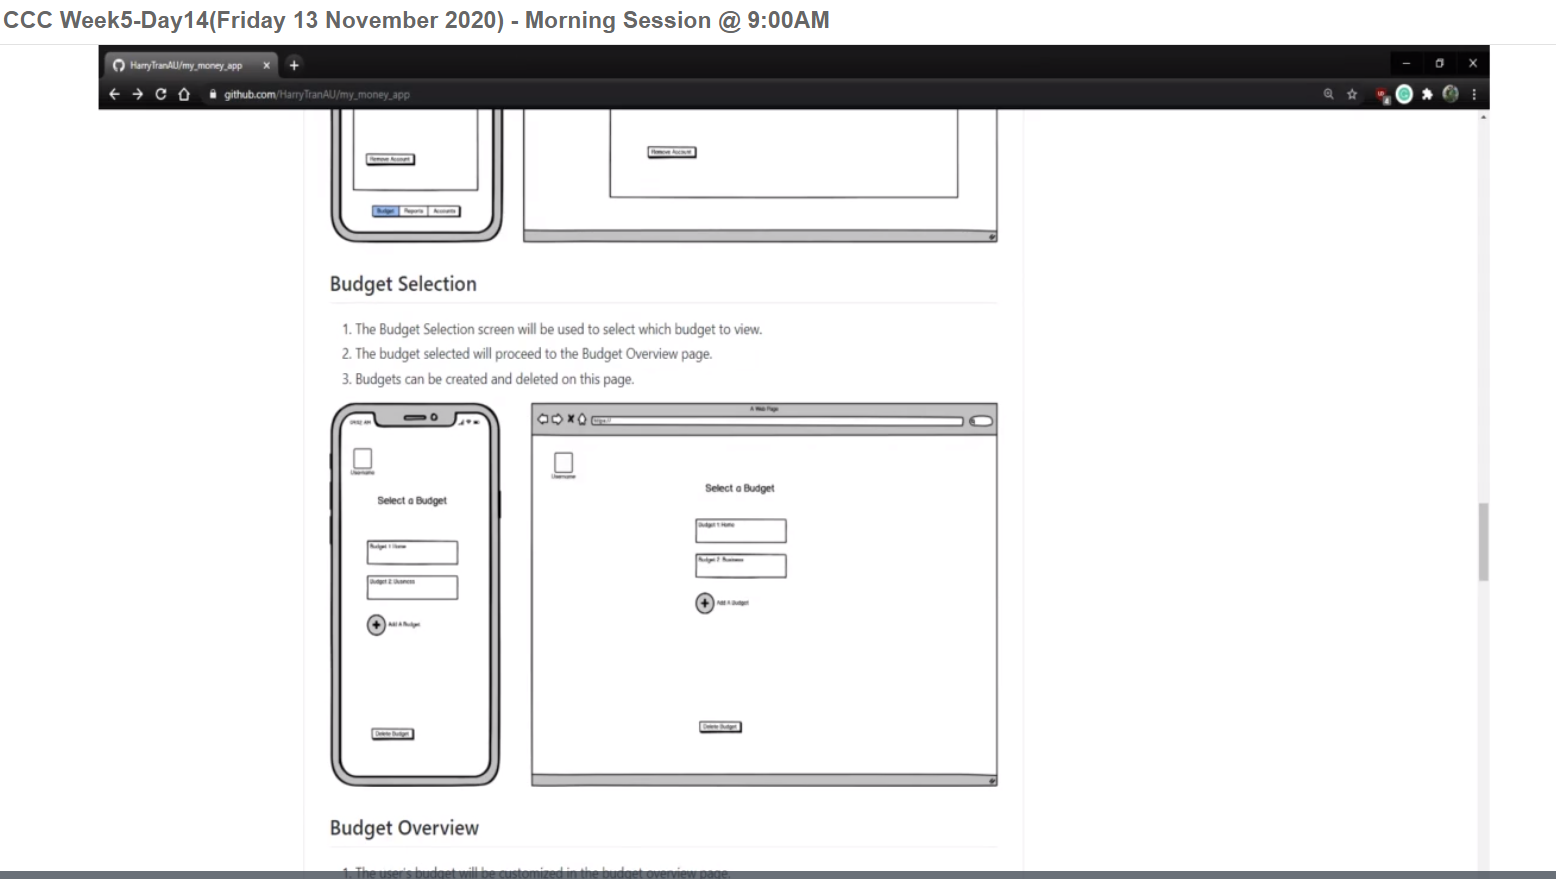 CCC Week5-Day14(Friday 13 November 2020) - Morning Session @ 9:00AM
HarryTranAU/my_money_app
github.com/HarryTranAU/my_money_app
Remove Account
Remove Account
Budget Reports Accounts
Budget Selection
1. The Budget Selection screen will be used to select which budget to view.
2. The budget selected will proceed to the Budget Overview page.
3. Budgets can be created and deleted on this page.
A Web Page
https://
Username
Username
Select a Budget
Select a Budget
Budget 1: Home
Budget 1: Home
Budget 2: Business
Budget 2: Business
Add A Budget
Add A Budget
Delete Budget
Delete Budget
Budget Overview
1. The user's budget will be customized in the budget overview page.